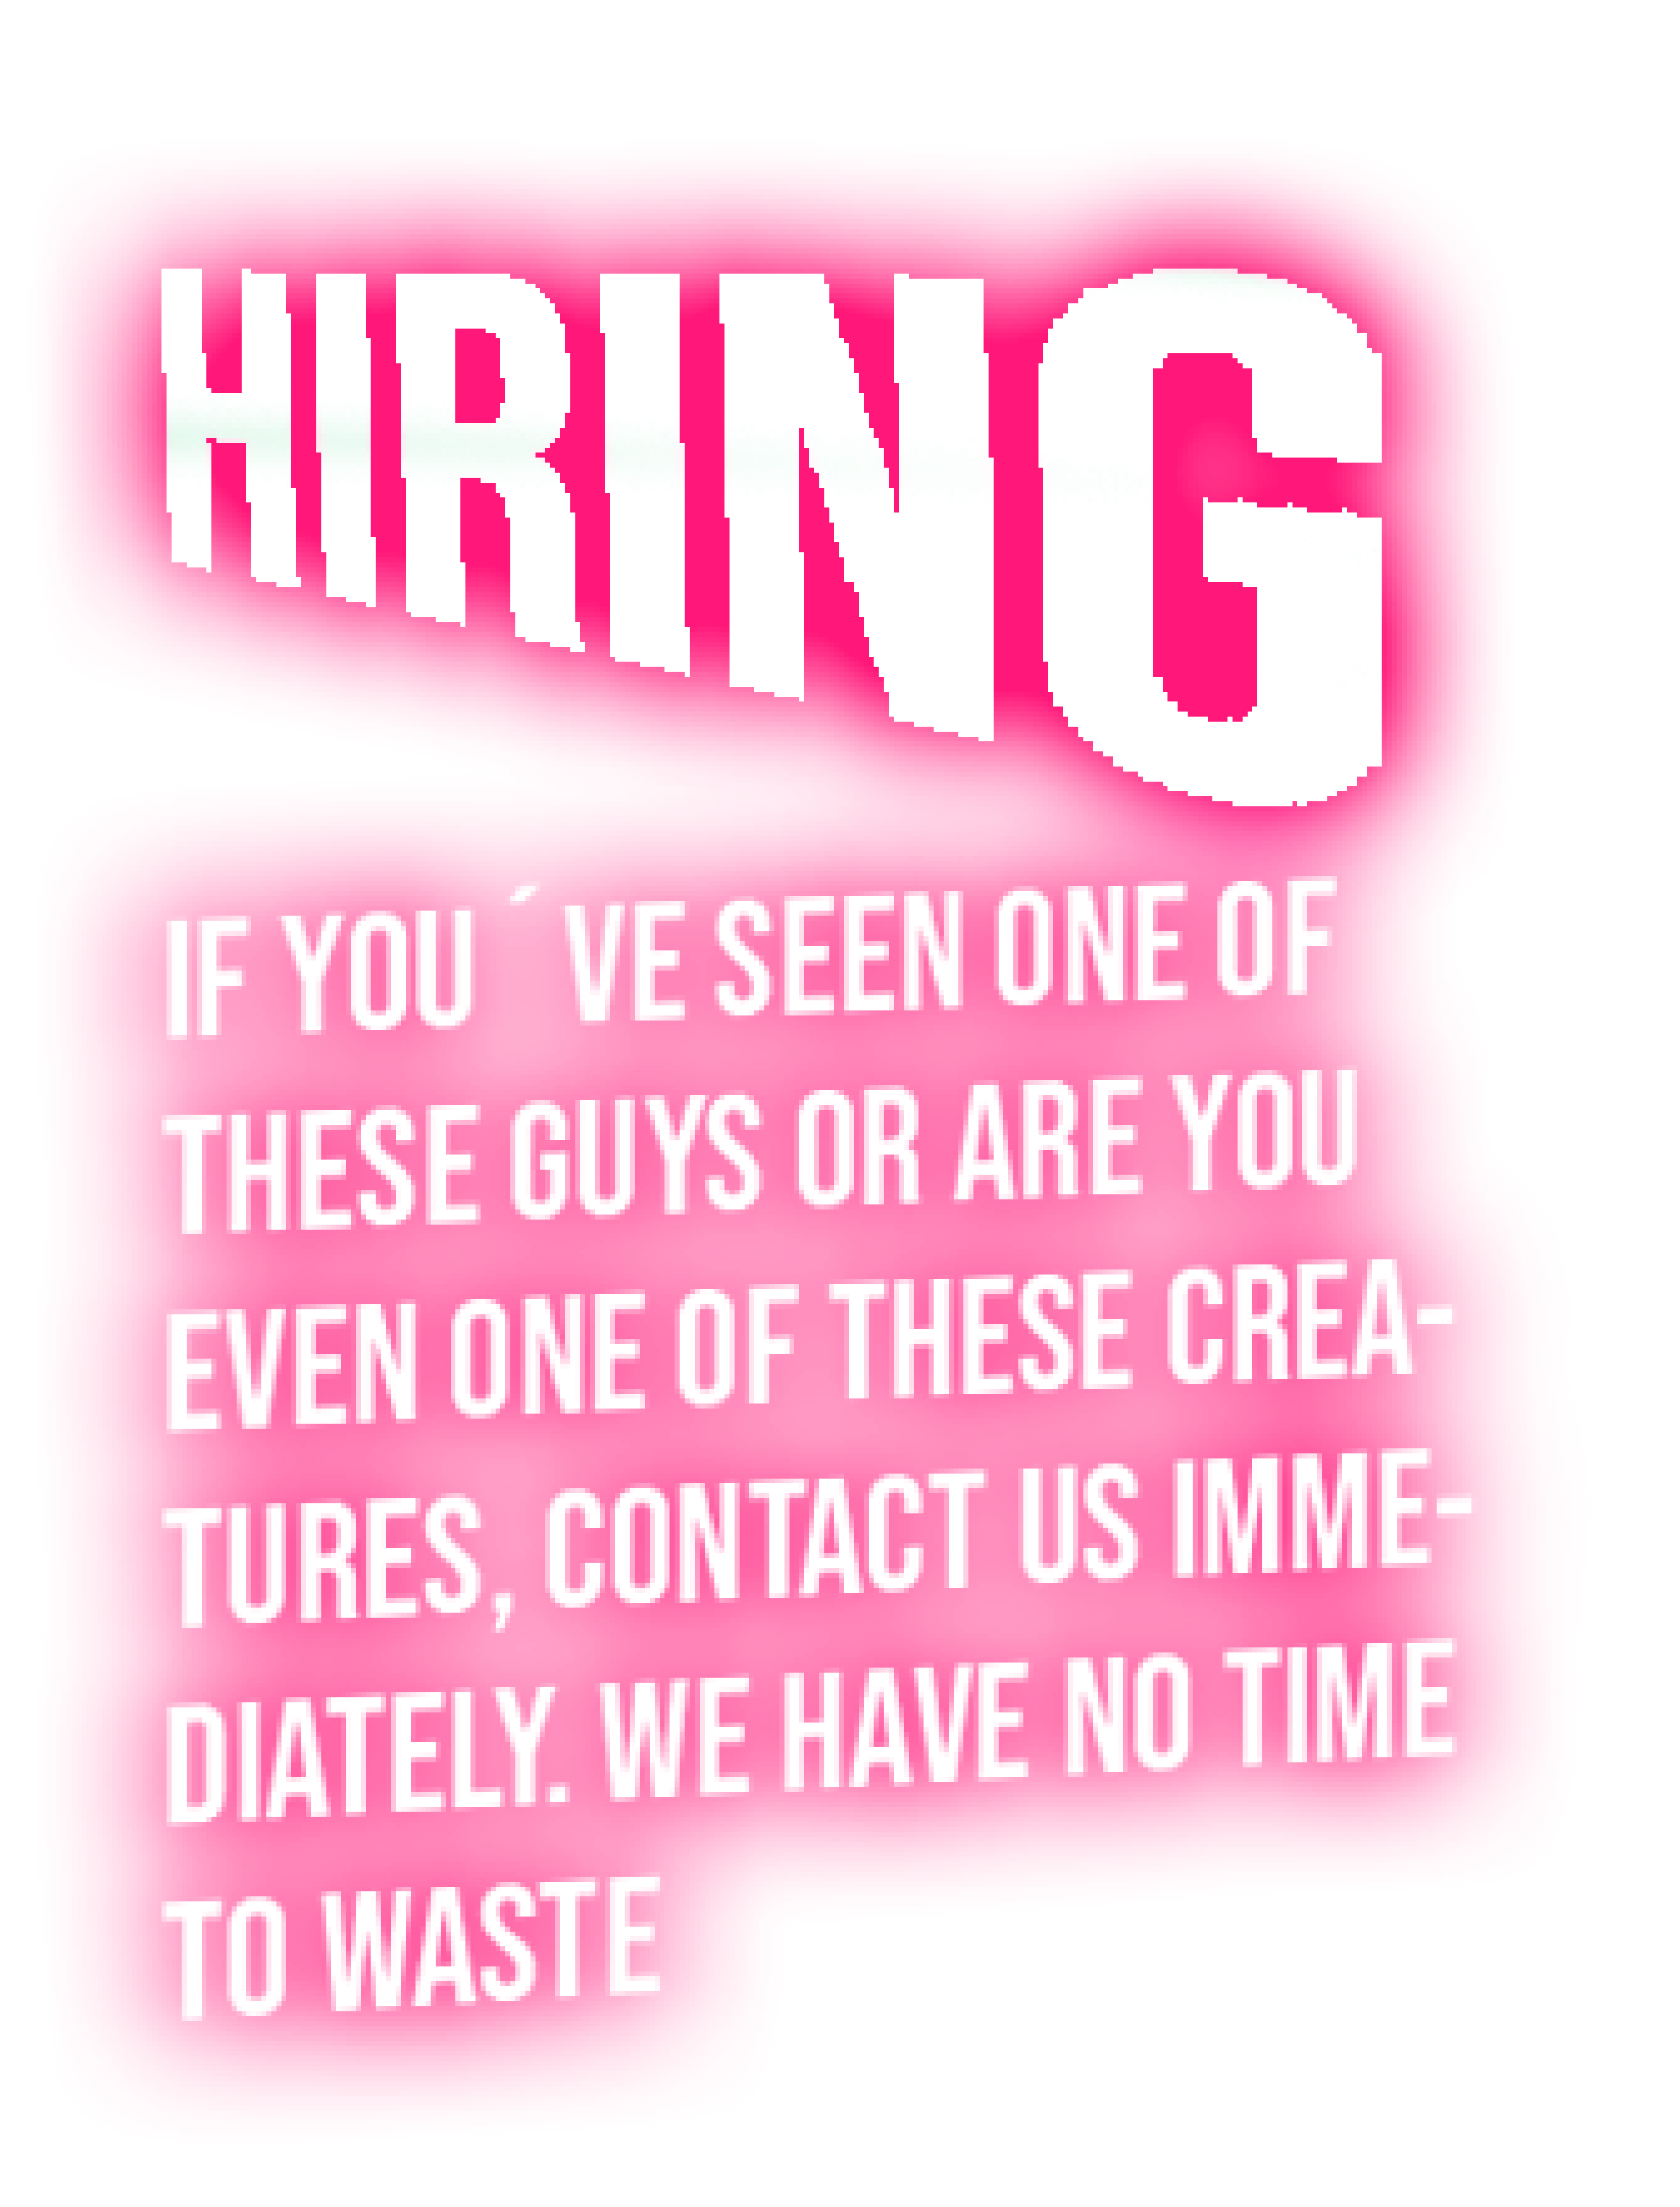 HIRING
IF YOU ´VE SEEN ONE OF
THESE GUYS OR ARE YOU
EVEN ONE OF THESE CREA-
TURES, CONTACT US IMME-
DIATELY. WE HAVE NO TIME
TO WASTE